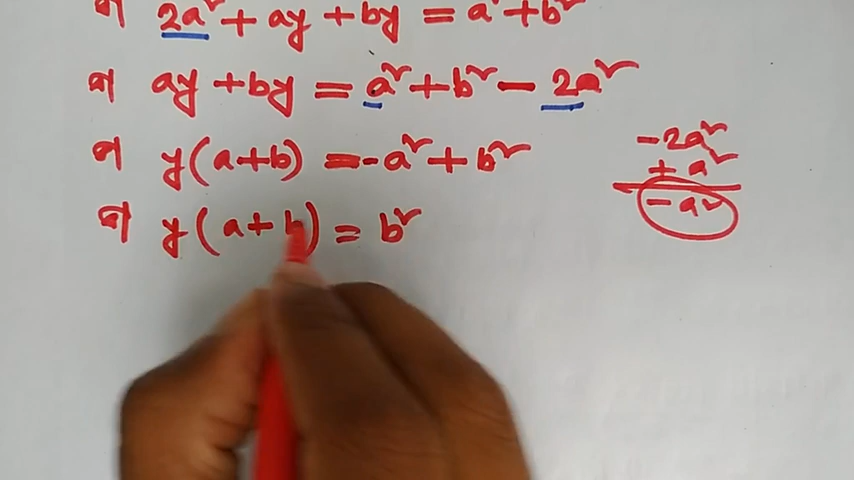 বা 2a² + ay + by = a² + b²
বা ay + by = a² + b² - 2a²
বা y(a+b) = -a² + b²
-2a²
+ a²
- a²
বা y(a+b) = b²